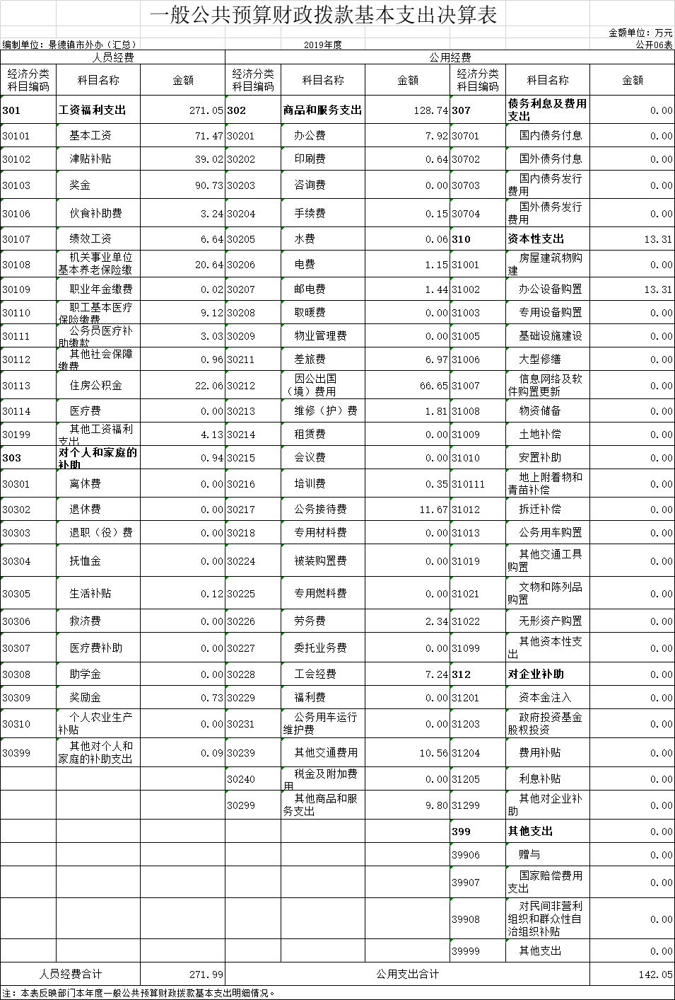 一般公共预算财政拨款基本支出决算表
金额单位：万元
编制单位：景德镇市外办（汇总） 2019年度 公开06表
人员经费 公用经费
经济分类科目编码 科目名称 金额 经济分类科目编码 科目名称 金额 经济分类科目编码 科目名称 金额
301 工资福利支出 271.05 302 商品和服务支出 128.74 307 债务利息及费用支出 0.00
30101 基本工资 71.47 30201 办公费 7.92 30701 国内债务付息 0.00
30102 津贴补贴 39.02 30202 印刷费 0.64 30702 国外债务付息 0.00
30103 奖金 90.73 30203 咨询费 0.00 30703 国内债务发行费用 0.00
30106 伙食补助费 3.24 30204 手续费 0.15 30704 国外债务发行费用 0.00
30107 绩效工资 6.64 30205 水费 0.06 310 资本性支出 13.31
30108 机关事业单位基本养老保险缴 20.64 30206 电费 1.15 31001 房屋建筑物购建 0.00
30109 职业年金缴费 0.02 30207 邮电费 1.44 31002 办公设备购置 13.31
30110 职工基本医疗保险缴费 9.12 30208 取暖费 0.00 31003 专用设备购置 0.00
30111 公务员医疗补助缴款 3.03 30209 物业管理费 0.00 31005 基础设施建设 0.00
30112 其他社会保障缴费 0.96 30211 差旅费 6.97 31006 大型修缮 0.00
30113 住房公积金 22.06 30212 因公出国（境）费用 66.65 31007 信息网络及软件购置更新 0.00
30114 医疗费 0.00 30213 维修（护）费 1.81 31008 物资储备 0.00
30199 其他工资福利支出 4.13 30214 租赁费 0.00 31009 土地补偿 0.00
303 对个人和家庭的补助 0.94 30215 会议费 0.00 31010 安置补助 0.00
30301 离休费 0.00 30216 培训费 0.35 310111 地上附着物和青苗补偿 0.00
30302 退休费 0.00 30217 公务接待费 11.67 31012 拆迁补偿 0.00
30303 退职（役）费 0.00 30218 专用材料费 0.00 31013 公务用车购置 0.00
30304 抚恤金 0.00 30224 被装购置费 0.00 31019 其他交通工具购置 0.00
30305 生活补贴 0.12 30225 专用燃料费 0.00 31021 文物和陈列品购置 0.00
30306 救济费 0.00 30226 劳务费 2.34 31022 无形资产购置 0.00
30307 医疗费补助 0.00 30227 委托业务费 0.00 31099 其他资本性支出 0.00
30308 助学金 0.00 30228 工会经费 7.24 312 对企业补助 0.00
30309 奖励金 0.73 30229 福利费 0.00 31201 资本金注入 0.00
30310 个人农业生产补贴 0.00 30231 公务用车运行维护费 0.00 31203 政府投资基金股权投资 0.00
30399 其他对个人和家庭的补助支出 0.09 30239 其他交通费用 10.56 31204 费用补贴 0.00
30240 税金及附加费用 0.00 31205 利息补贴 0.00
30299 其他商品和服务支出 9.80 31299 其他对企业补助 0.00
399 其他支出 0.00
39906 赠与 0.00
39907 国家赔偿费用支出 0.00
39908 对民间非营利组织和群众性自治组织补贴 0.00
39999 其他支出 0.00
人员经费合计 271.99 公用支出合计 142.05
注：本表反映部门本年度一般公共预算财政拨款基本支出明细情况。